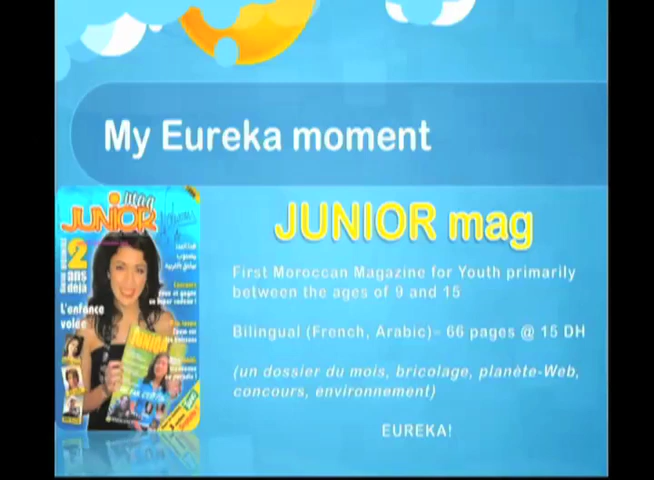 My Eureka moment
JUNIOR mag
First Moroccan Magazine for Youth primarily
between the ages of 9 and 15
Bilingual (French, Arabic)- 66 pages @ 15 DH
(un dossier du mois, bricolage, planète-Web,
concours, environnement)
EUREKA!
mag
JUNIOR
2
ans
déjà
L'enfance
volée
JUNIOR